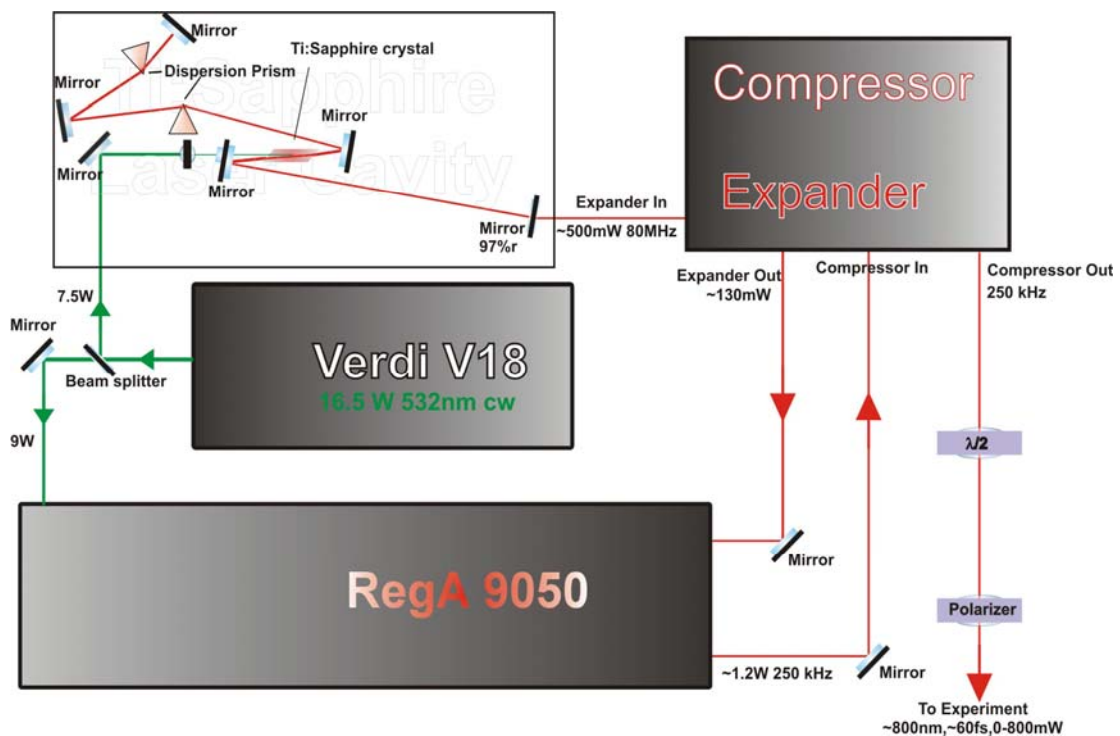 Mirror
Ti:Sapphire crystal
Dispersion Prism
Mirror
Ti:Sapphire
Mirror
Laser Cavity
Mirror
Mirror
Mirror
97%r
Expander In
~500mW 80MHz
Compressor
Expander
Expander Out
~130mW
Compressor In
Compressor Out
250 kHz
7.5W
Mirror
Beam splitter
9W
Verdi V18
16.5 W 532nm cw
λ/2
RegA 9050
Mirror
Polarizer
~1.2W 250 kHz
Mirror
To Experiment
~800nm,~60fs,0-800mW